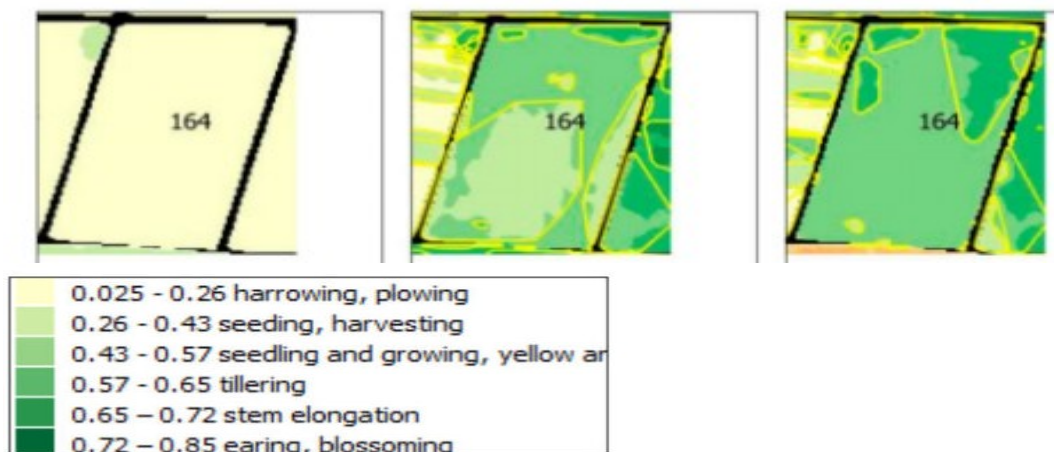 164
164
164
0.025 - 0.26 harrowing, plowing
0.26 - 0.43 seeding, harvesting
0.43 - 0.57 seedling and growing, yellow ar
0.57 - 0.65 tillering
0.65 – 0.72 stem elongation
0.72 – 0.85 earing, blossoming